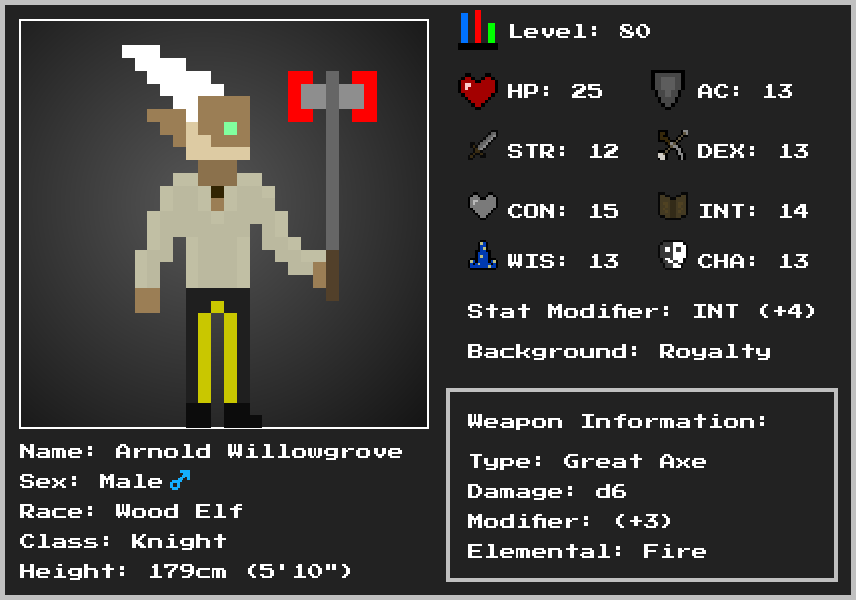 Level: 80
HP: 25
AC: 13
STR: 12
DEX: 13
CON: 15
INT: 14
WIS: 13
CHA: 13
Stat Modifier: INT (+4)
Background: Royalty
Weapon Information:
Type: Great Axe
Damage: d6
Modifier: (+3)
Elemental: Fire
Name: Arnold Willowgrove
Sex: Male♂
Race: Wood Elf
Class: Knight
Height: 179cm (5'10")